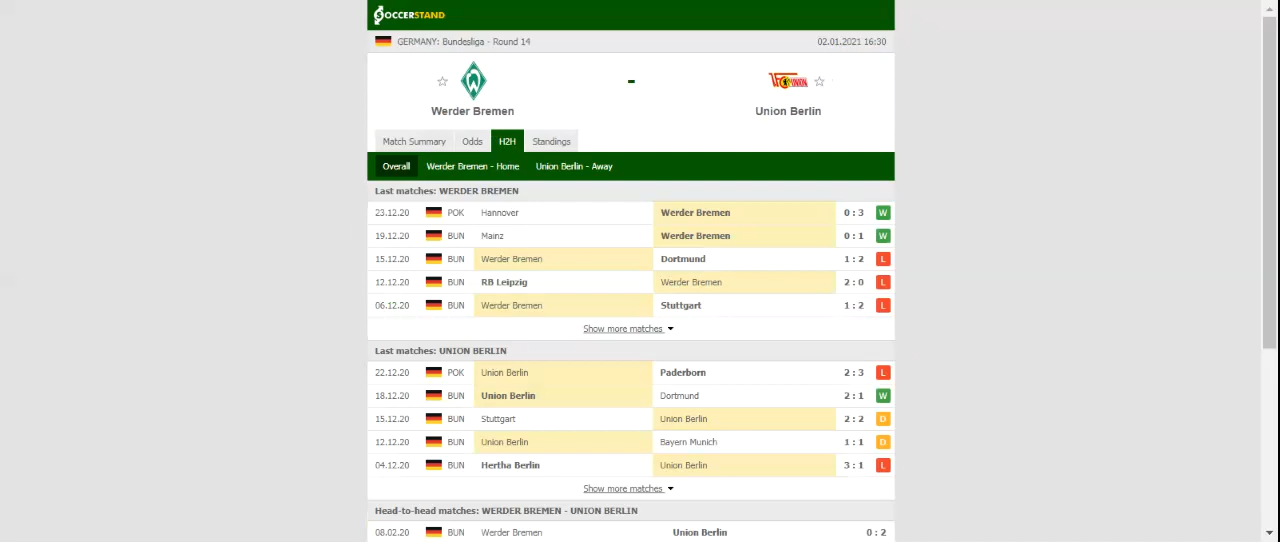 SOCCERSTAND
GERMANY: Bundesliga - Round 14 02.01.2021 16:30
-
Werder Bremen Union Berlin
Match Summary Odds H2H Standings
Overall Werder Bremen - Home Union Berlin - Away
Last matches: WERDER BREMEN
23.12.20 POK Hannover Werder Bremen 0 : 3 W
19.12.20 BUN Mainz Werder Bremen 0 : 1 W
15.12.20 BUN Werder Bremen Dortmund 1 : 2 L
12.12.20 BUN RB Leipzig Werder Bremen 2 : 0 L
06.12.20 BUN Werder Bremen Stuttgart 1 : 2 L
Show more matches
Last matches: UNION BERLIN
22.12.20 POK Union Berlin Paderborn 2 : 3 L
18.12.20 BUN Union Berlin Dortmund 2 : 1 W
15.12.20 BUN Stuttgart Union Berlin 2 : 2 D
12.12.20 BUN Union Berlin Bayern Munich 1 : 1 D
04.12.20 BUN Hertha Berlin Union Berlin 3 : 1 L
Show more matches
Head-to-head matches: WERDER BREMEN - UNION BERLIN
08.02.20 BUN Werder Bremen Union Berlin 0 : 2